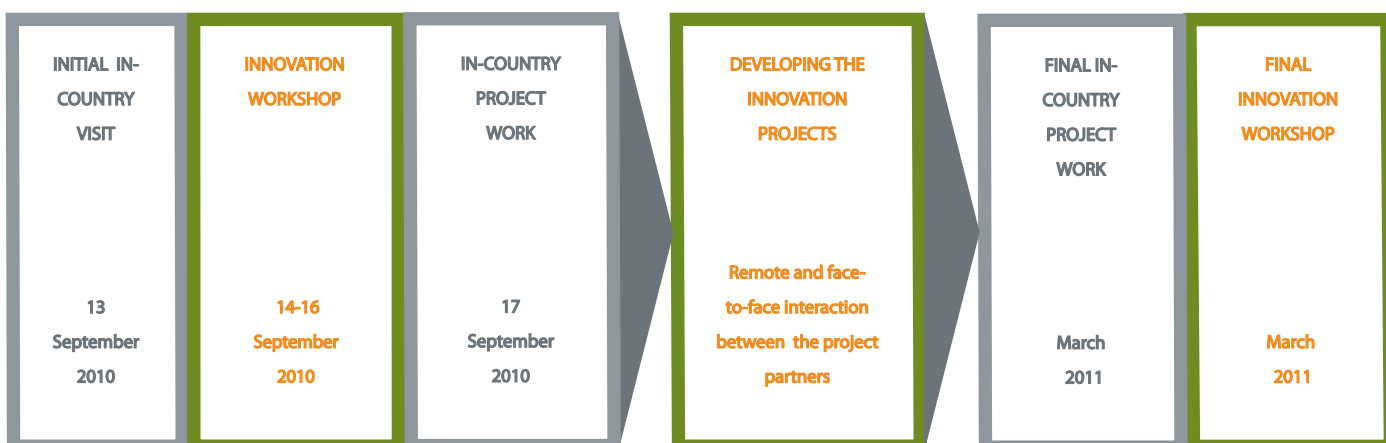 INITIAL IN-
COUNTRY
VISIT
13
September
2010
INNOVATION
WORKSHOP
14-16
September
2010
IN-COUNTRY
PROJECT
WORK
17
September
2010
DEVELOPING THE
INNOVATION
PROJECTS
Remote and face-
to-face interaction
between the project
partners
FINAL IN-
COUNTRY
PROJECT
WORK
March
2011
FINAL
INNOVATION
WORKSHOP
March
2011